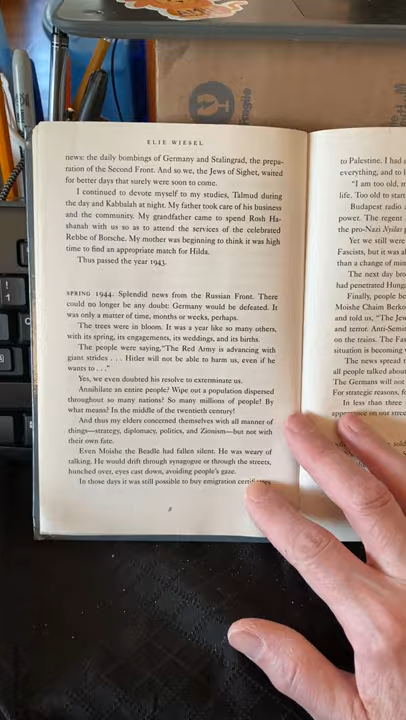 ELIE WIESEL
news: the daily bombings of Germany and Stalingrad, the prepa-
ration of the Second Front. And so we, the Jews of Sighet, waited
for better days that surely were soon to come.
I continued to devote myself to my studies, Talmud during
the day and Kabbalah at night. My father took care of his business
and the community. My grandfather came to spend Rosh Ha-
shanah with us so as to attend the services of the celebrated
Rebbe of Borsche. My mother was beginning to think it was high
time to find an appropriate match for Hilda.
Thus passed the year 1943.
SPRING 1944. Splendid news from the Russian Front. There
could no longer be any doubt: Germany would be defeated. It
was only a matter of time, months or weeks, perhaps.
The trees were in bloom. It was a year like so many others,
with its spring, its engagements, its weddings, and its births.
The people were saying, "The Red Army is advancing with
giant strides . . . Hitler will not be able to harm us, even if he
wants to . . ."
Yes, we even doubted his resolve to exterminate us.
Annihilate an entire people? Wipe out a population dispersed
throughout so many nations? So many millions of people! By
what means? In the middle of the twentieth century!
And thus my elders concerned themselves with all manner of
things—strategy, diplomacy, politics, and Zionism—but not with
their own fate.
Even Moishe the Beadle had fallen silent. He was weary of
talking. He would drift through synagogue or through the streets,
hunched over, eyes cast down, avoiding people's gaze.
In those days it was still possible to buy emigration certificates
8
to Palestine. I had
everything, and to
"I am too old, m
life. Too old to start
Budapest radio
power. The regent
the pro-Nazi Nyilas
Yet we still were
Fascists, but it was
than a change of min
The next day bro
had penetrated Hunga
Finally, people be
Moishe Chaim Berko
and told us, "The Jew
and terror. Anti-Semit
on the trains. The Fas
situation is becoming
The news spread
all people talked about
The Germans will not
For strategic reasons, fo
In less than three
appearance on our stree